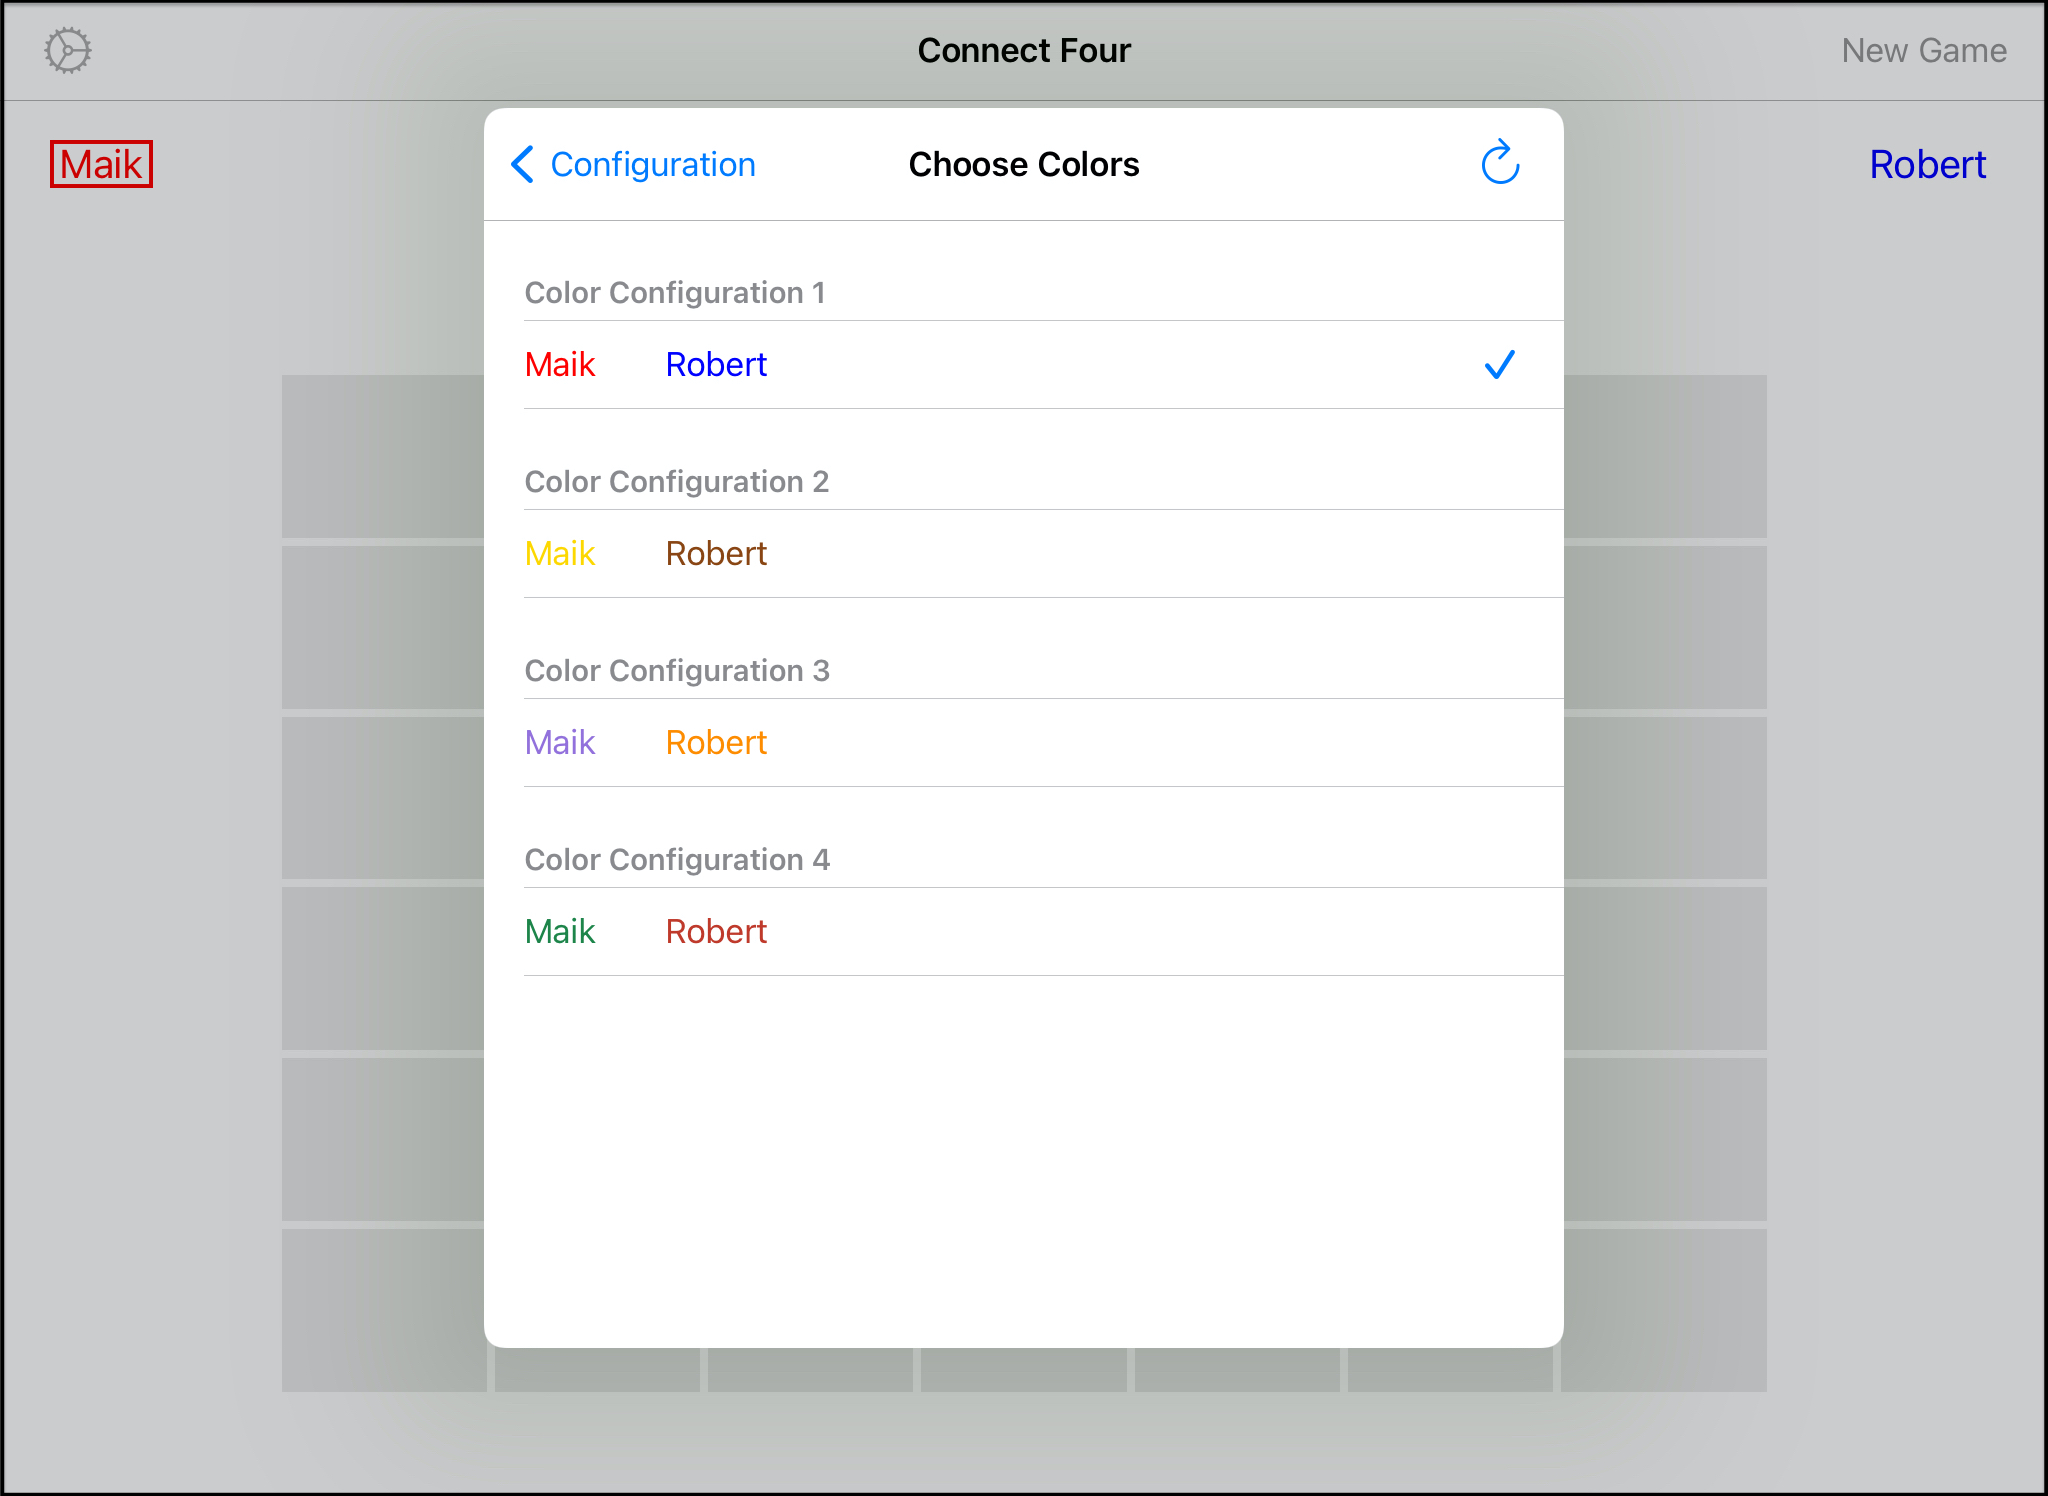 Connect Four
New Game
Maik
Robert
Configuration
Choose Colors
Color Configuration 1
Maik Robert
Color Configuration 2
Maik Robert
Color Configuration 3
Maik Robert
Color Configuration 4
Maik Robert